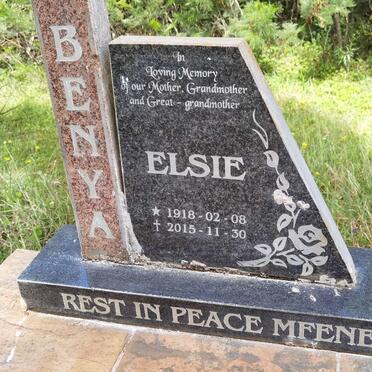 BENYA
In
Loving Memory
of our Mother, Grandmother
and Great - grandmother
ELSIE
★ 1918 - 02 - 08
✝ 2015 - 11 - 30
REST IN PEACE MFENE